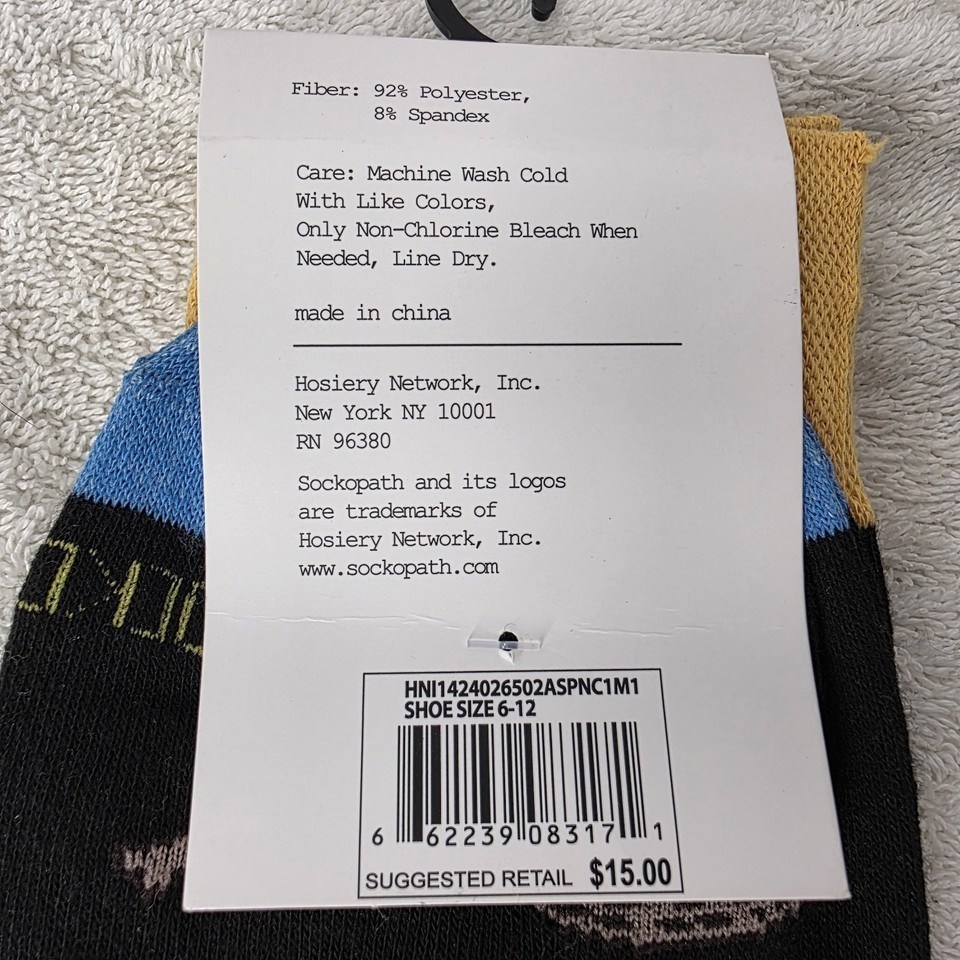 Fiber: 92% Polyester,
8% Spandex
Care: Machine Wash Cold
With Like Colors,
Only Non-Chlorine Bleach When
Needed, Line Dry.
made in china
Hosiery Network, Inc.
New York NY 10001
RN 96380
Sockopath and its logos
are trademarks of
Hosiery Network, Inc.
www.sockopath.com
HNI1424026502ASPNC1M1
SHOE SIZE 6-12
6 62239 08317 1
SUGGESTED RETAIL $15.00